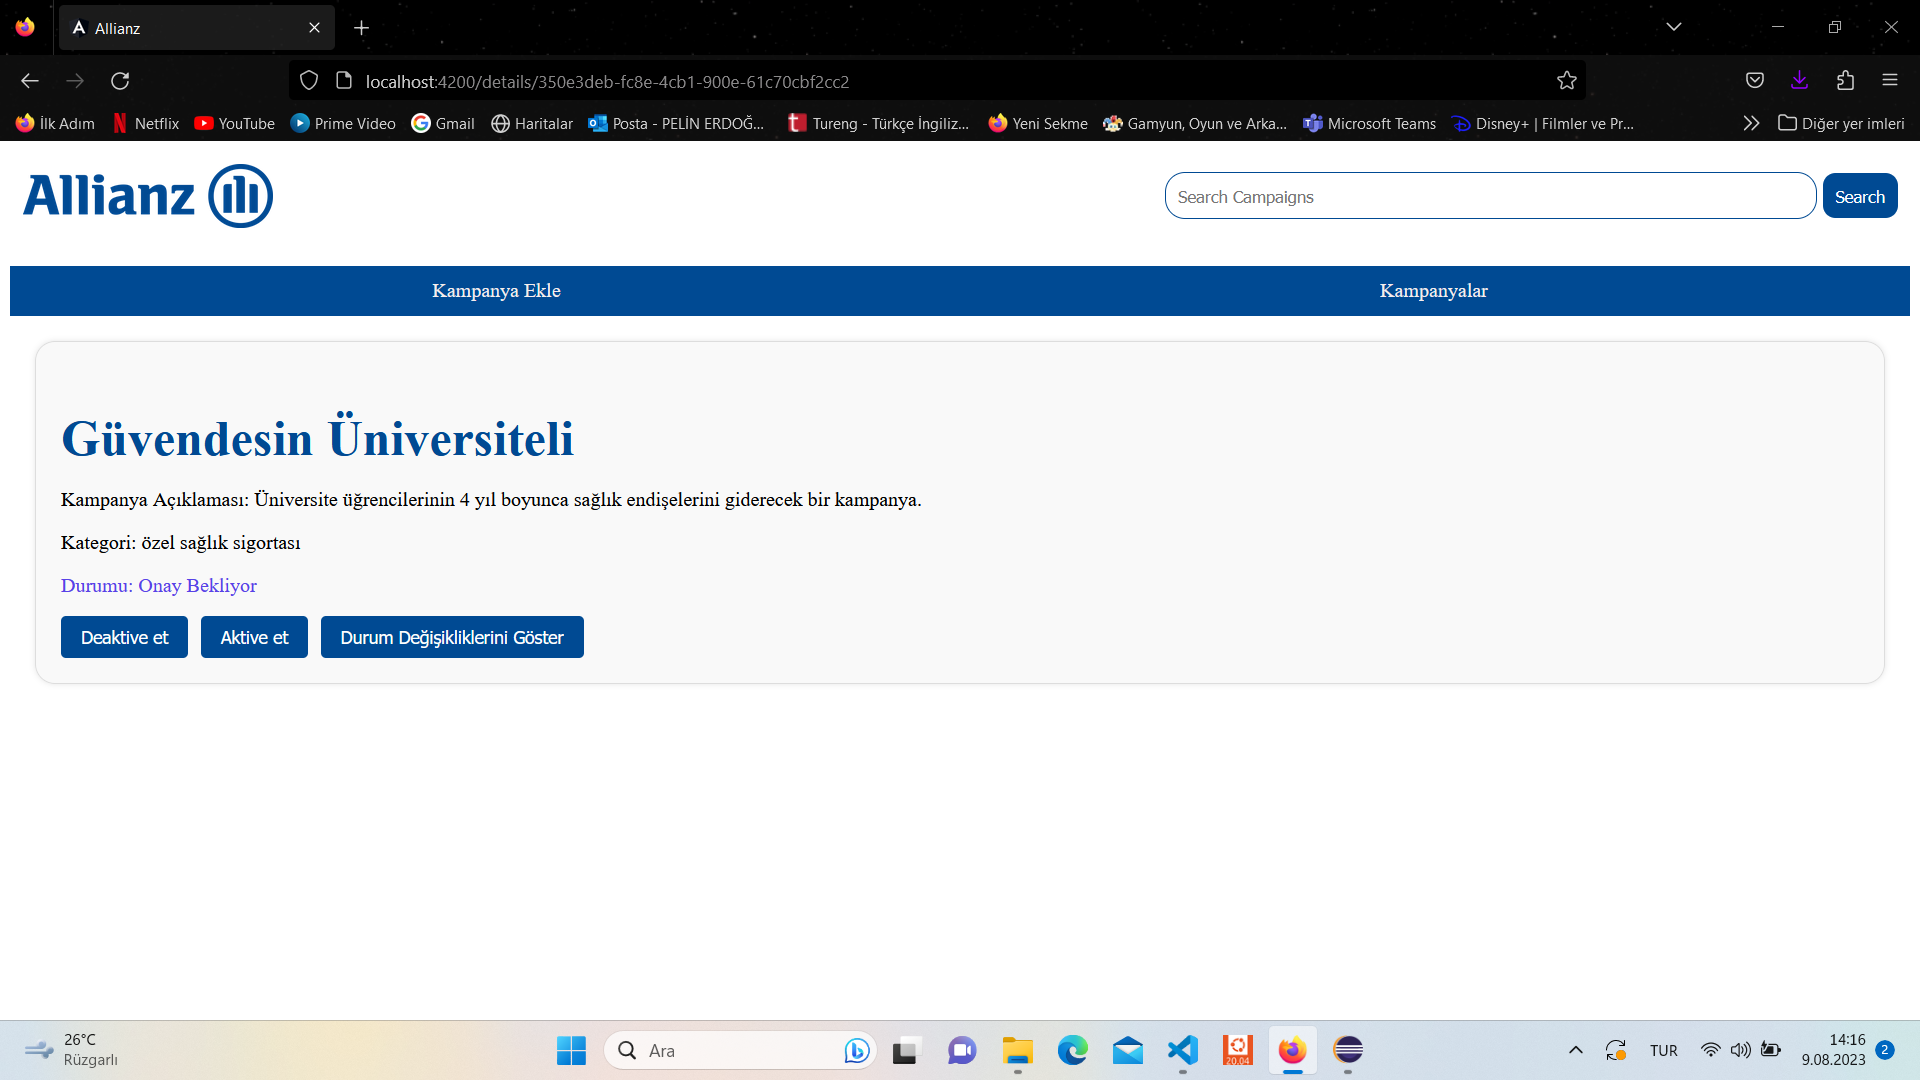 Allianz
localhost:4200/details/350e3deb-fc8e-4cb1-900e-61c70cbf2cc2
İlk Adım Netflix YouTube Prime Video Gmail Haritalar Posta - PELİN ERDOĞ... Tureng - Türkçe İngiliz... Yeni Sekme Gamyun, Oyun ve Arka... Microsoft Teams Disney+ | Filmler ve Pr... Diğer yer imleri
Allianz Search Campaigns Search
Kampanya Ekle Kampanyalar
Güvendesin Üniversiteli
Kampanya Açıklaması: Üniversite üğrencilerinin 4 yıl boyunca sağlık endişelerini giderecek bir kampanya.
Kategori: özel sağlık sigortası
Durumu: Onay Bekliyor
Deaktive et Aktive et Durum Değişikliklerini Göster
26°C
Rüzgarlı
Ara
20.04
TUR
14:16
9.08.2023
2